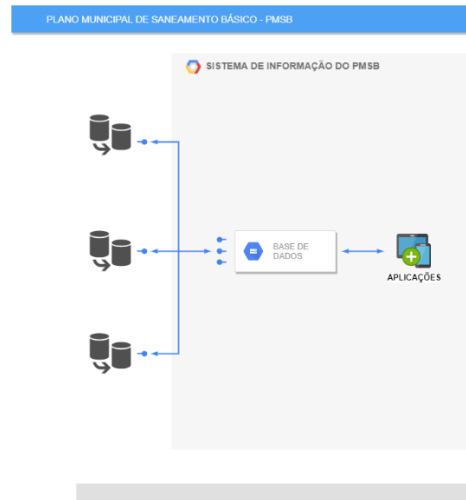 PLANO MUNICIPAL DE SANEAMENTO BÁSICO - PMSB
SISTEMA DE INFORMAÇÃO DO PMSB
BASE DE
DADOS
APLICAÇÕES